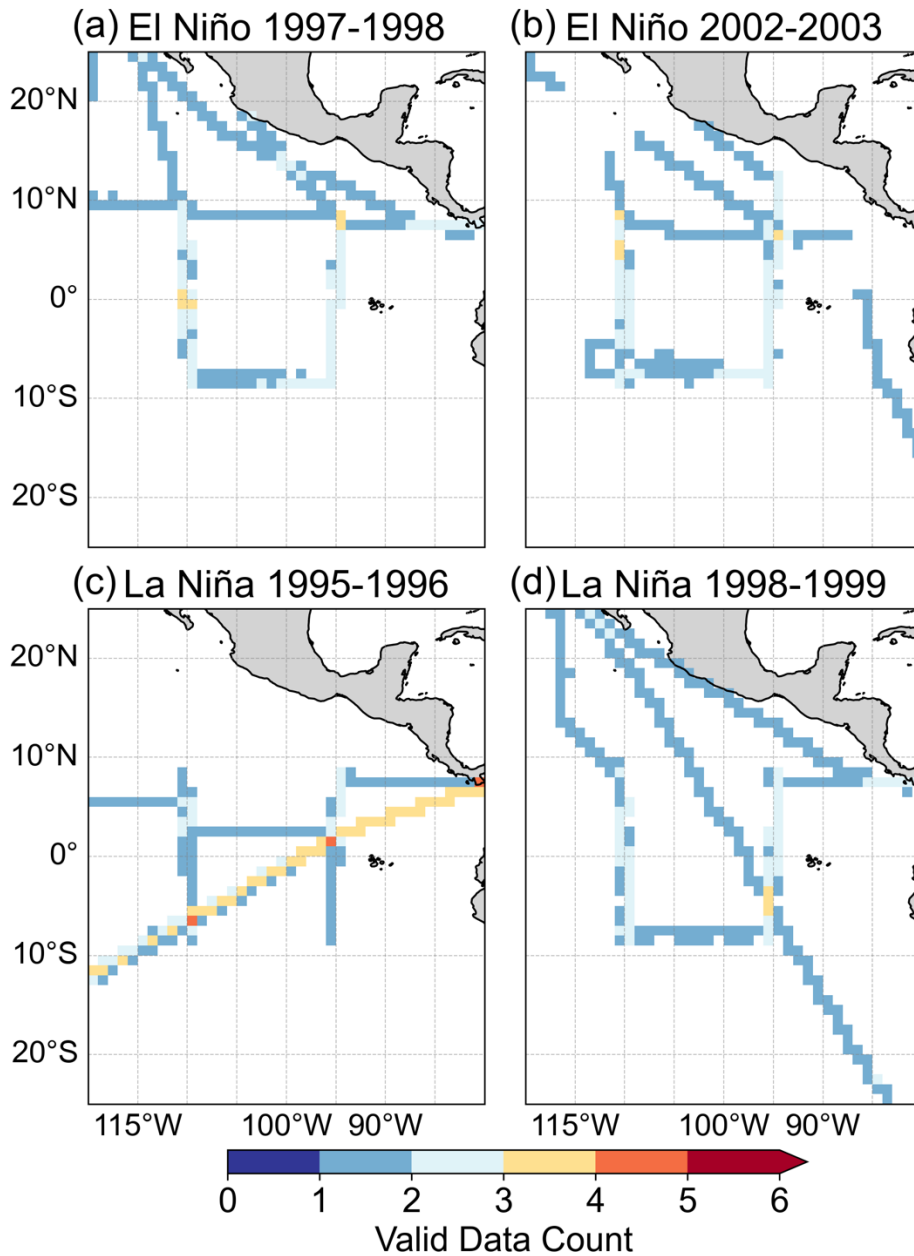 (a) El Niño 1997-1998
(b) El Niño 2002-2003
20°N
10°N
0°
10°S
20°S
(c) La Niña 1995-1996
(d) La Niña 1998-1999
20°N
10°N
0°
10°S
20°S
115°W 100°W 90°W
115°W 100°W 90°W
0 1 2 3 4 5 6
Valid Data Count